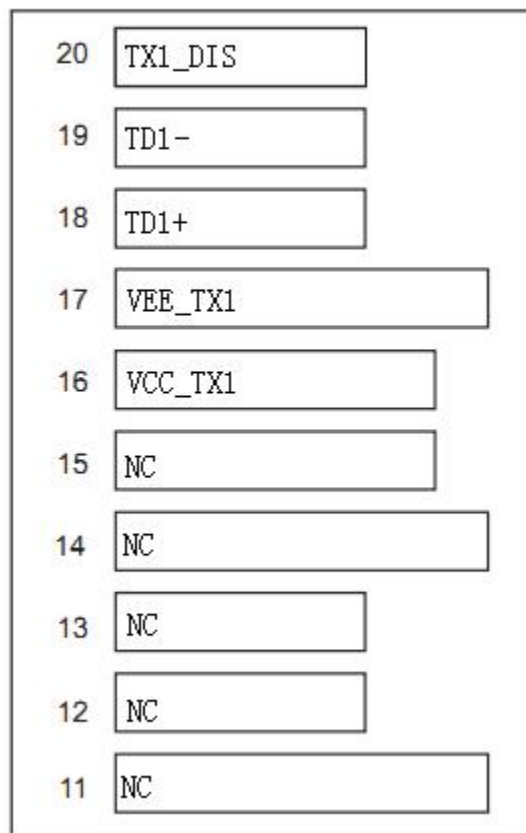 20 TX1_DIS
19 TD1-
18 TD1+
17 VEE_TX1
16 VCC_TX1
15 NC
14 NC
13 NC
12 NC
11 NC